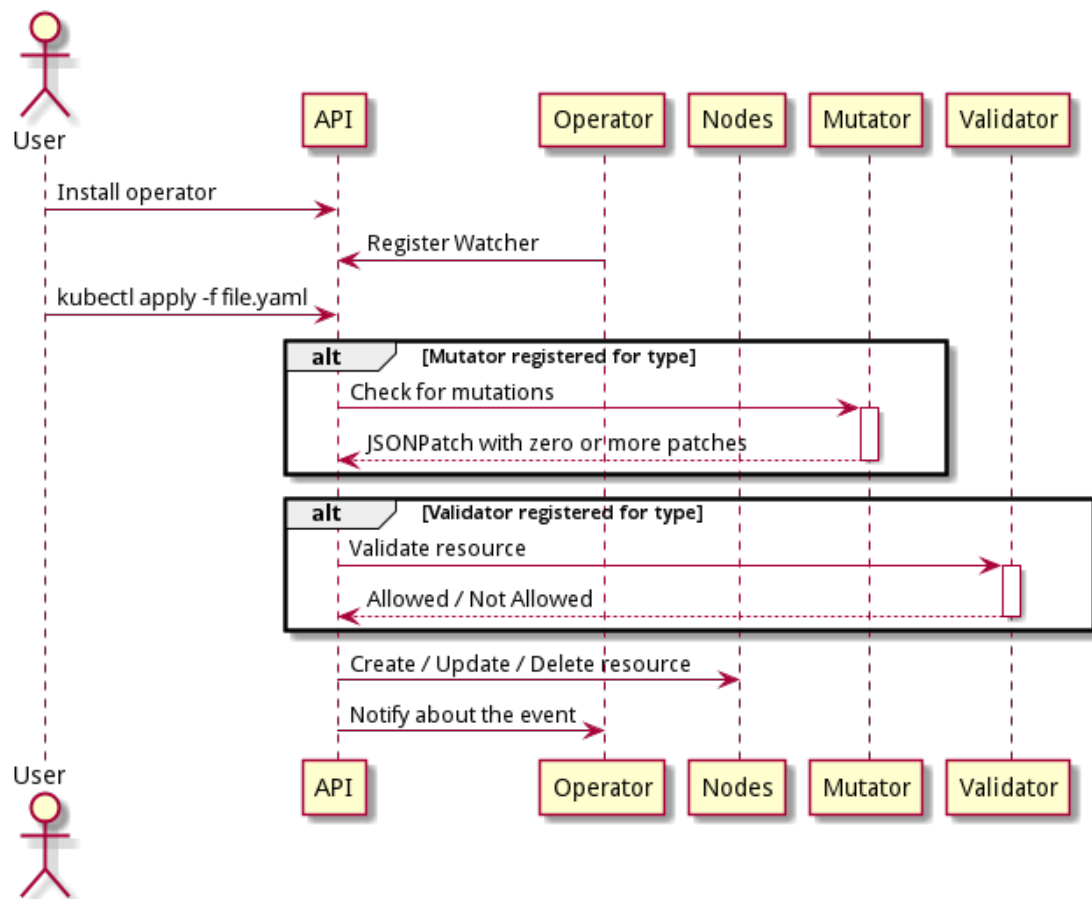 User
API
Operator
Nodes
Mutator
Validator
Install operator
Register Watcher
kubectl apply -f file.yaml
alt [Mutator registered for type]
Check for mutations
JSONPatch with zero or more patches
alt [Validator registered for type]
Validate resource
Allowed / Not Allowed
Create / Update / Delete resource
Notify about the event
User
API
Operator
Nodes
Mutator
Validator